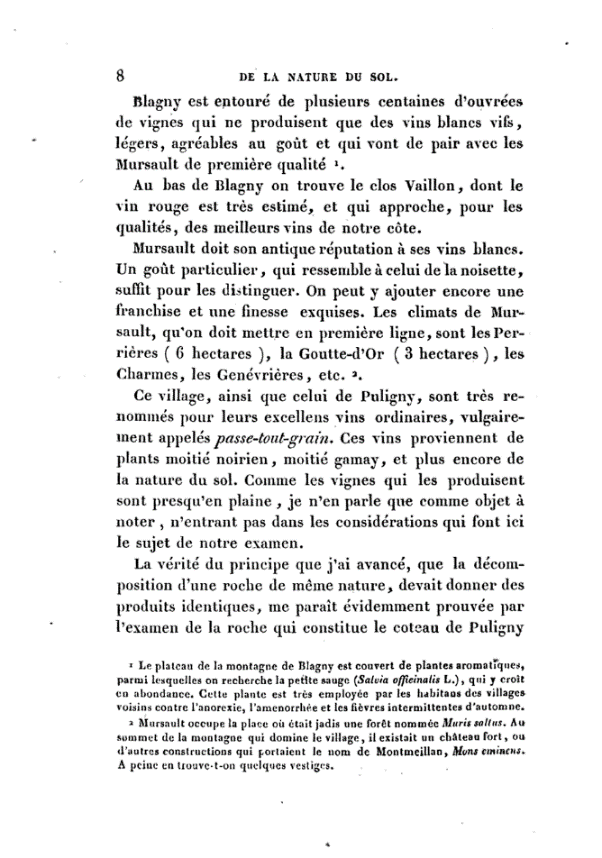 8 DE LA NATURE DU SOL.
Blagny est entouré de plusieurs centaines d'ouvrées
de vignes qui ne produisent que des vins blancs vifs,
légers, agréables au goût et qui vont de pair avec les
Mursault de première qualité ¹.
Au bas de Blagny on trouve le clos Vaillon, dont le
vin rouge est très estimé, et qui approche, pour les
qualités, des meilleurs vins de notre côte.
Mursault doit son antique réputation à ses vins blancs.
Un goût particulier, qui ressemble à celui de la noisette,
suffit pour les distinguer. On peut y ajouter encore une
franchise et une finesse exquises. Les climats de Mur-
sault, qu'on doit mettre en première ligne, sont les Per-
rières ( 6 hectares ), la Goutte-d'Or ( 3 hectares ), les
Charmes, les Genévrières, etc. ².
Ce village, ainsi que celui de Puligny, sont très re-
nommés pour leurs excellens vins ordinaires, vulgaire-
ment appelés passe-tout-grain. Ces vins proviennent de
plants moitié noirien, moitié gamay, et plus encore de
la nature du sol. Comme les vignes qui les produisent
sont presqu'en plaine, je n'en parle que comme objet à
noter, n'entrant pas dans les considérations qui font ici
le sujet de notre examen.
La vérité du principe que j'ai avancé, que la décom-
position d'une roche de même nature, devait donner des
produits identiques, me paraît évidemment prouvée par
l'examen de la roche qui constitue le coteau de Puligny
¹ Le plateau de la montagne de Blagny est couvert de plantes aromatiques,
parmi lesquelles on recherche la petite sauge (Salvia officinalis L.), qui y croît
en abondance. Cette plante est très employée par les habitans des villages
voisins contre l'anorexie, l'amenorrhée et les fièvres intermittentes d'automne.
² Mursault occupe la place où était jadis une forêt nommée Muris saltus. Au
sommet de la montagne qui domine le village, il existait un château fort, ou
d'autres constructions qui portaient le nom de Montmeillan, Mons eminens.
A peine en trouve-t-on quelques vestiges.